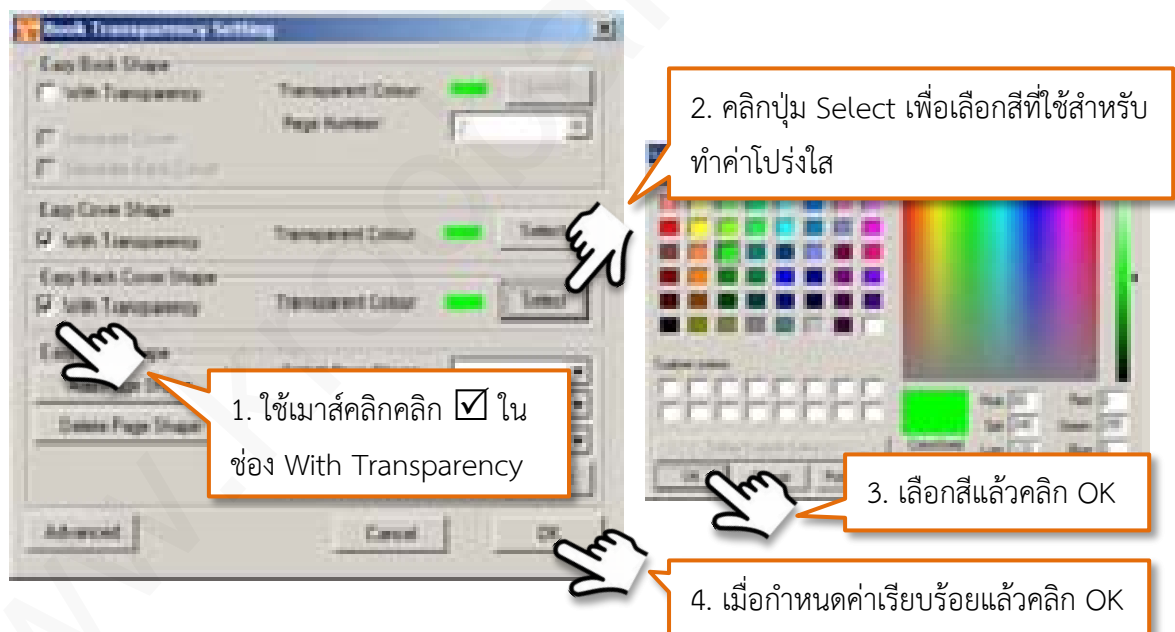 Book Transparency Setting
Easy Book Shape
With Transparency
Transparent Colour
Page Number
Easy Cover Shape
With Transparency
Transparent Colour
Select
Easy Back Cover Shape
With Transparency
Transparent Colour
Select
Delete Page Shape
Advanced
Cancel
OK
2. คลิกปุ่ม Select เพื่อเลือกสีที่ใช้สำหรับ
ทำค่าโปร่งใส
1. ใช้เมาส์คลิกคลิก ☑ ใน
ช่อง With Transparency
3. เลือกสีแล้วคลิก OK
4. เมื่อกำหนดค่าเรียบร้อยแล้วคลิก OK